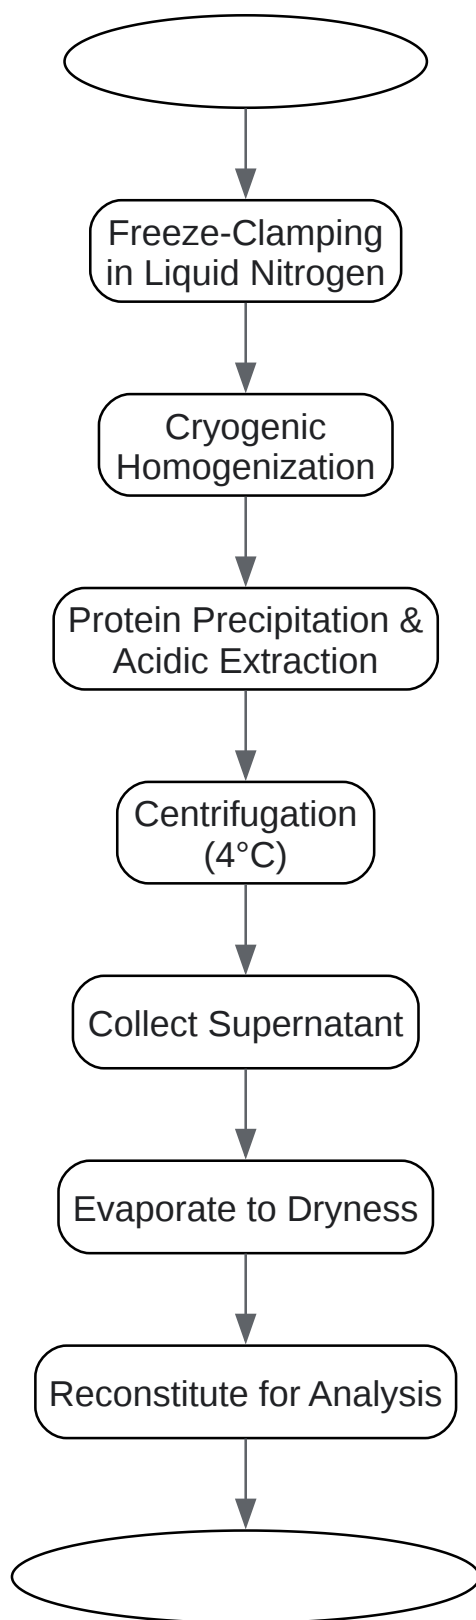 Freeze-Clamping
in Liquid Nitrogen
Cryogenic
Homogenization
Protein Precipitation &
Acidic Extraction
Centrifugation
(4°C)
Collect Supernatant
Evaporate to Dryness
Reconstitute for Analysis